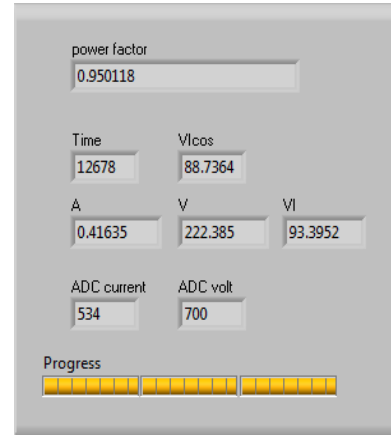 power factor
0.950118
Time VIcos
12678 88.7364
A V VI
0.41635 222.385 93.3952
ADC current ADC volt
534 700
Progress